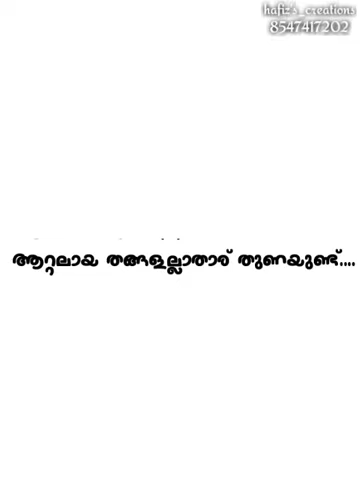 hafiz's_creations
8547417202
ആറ്റലായ തങ്ങളല്ലാതാര് തുണയുണ്ട്....